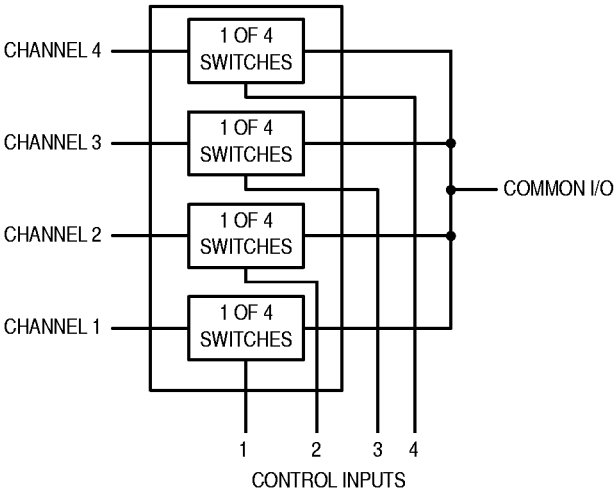 CHANNEL 4
1 OF 4
SWITCHES
CHANNEL 3
1 OF 4
SWITCHES
COMMON I/O
CHANNEL 2
1 OF 4
SWITCHES
CHANNEL 1
1 OF 4
SWITCHES
1 2 3 4
CONTROL INPUTS